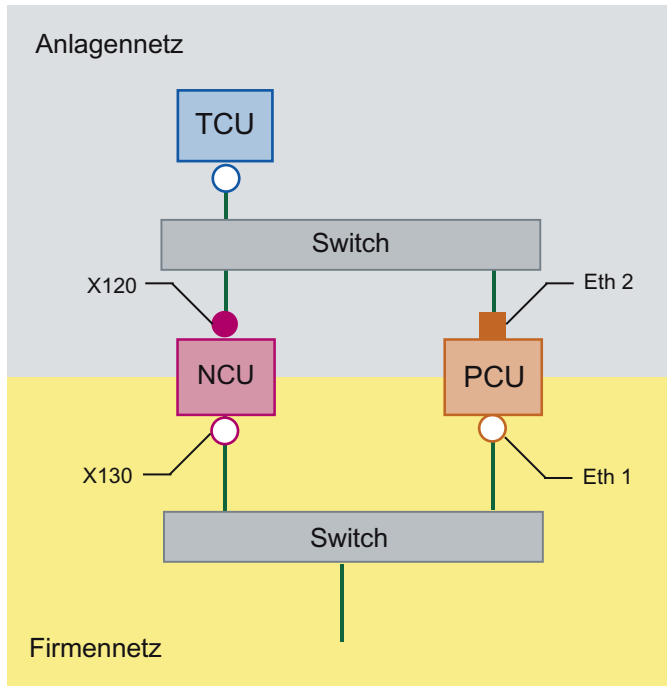 Anlagennetz
TCU
Switch
X120
Eth 2
NCU
PCU
X130
Eth 1
Switch
Firmennetz